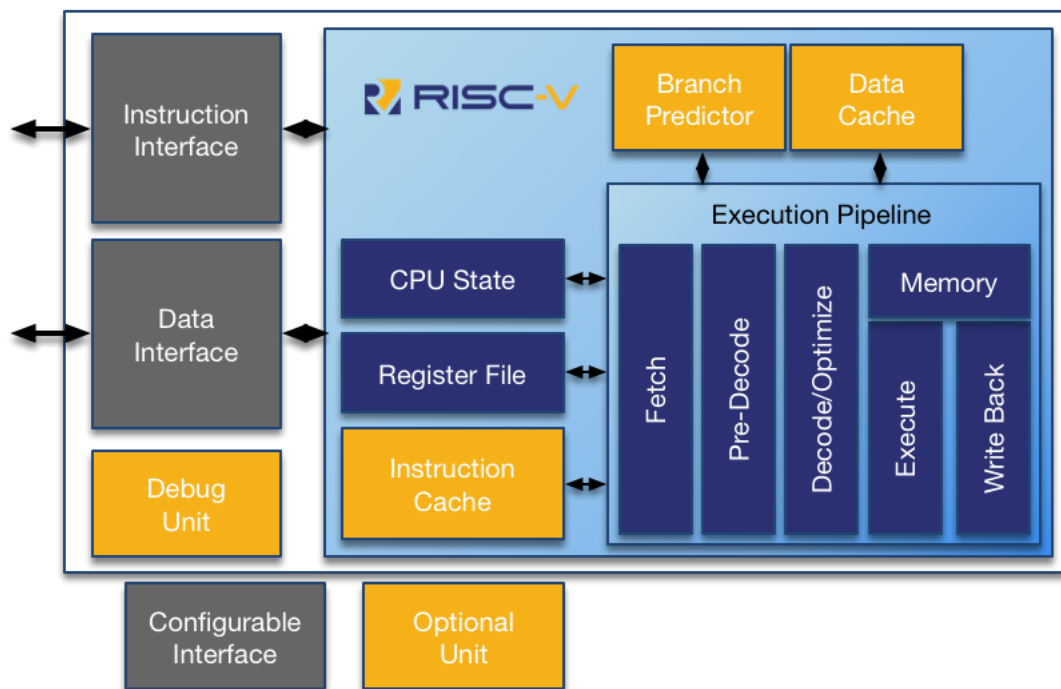 Instruction
Interface
RISC-V
Branch
Predictor
Data
Cache
Execution Pipeline
CPU State
Register File
Instruction
Cache
Data
Interface
Debug
Unit
Fetch
Pre-Decode
Decode/Optimize
Memory
Execute
Write Back
Configurable
Interface
Optional
Unit